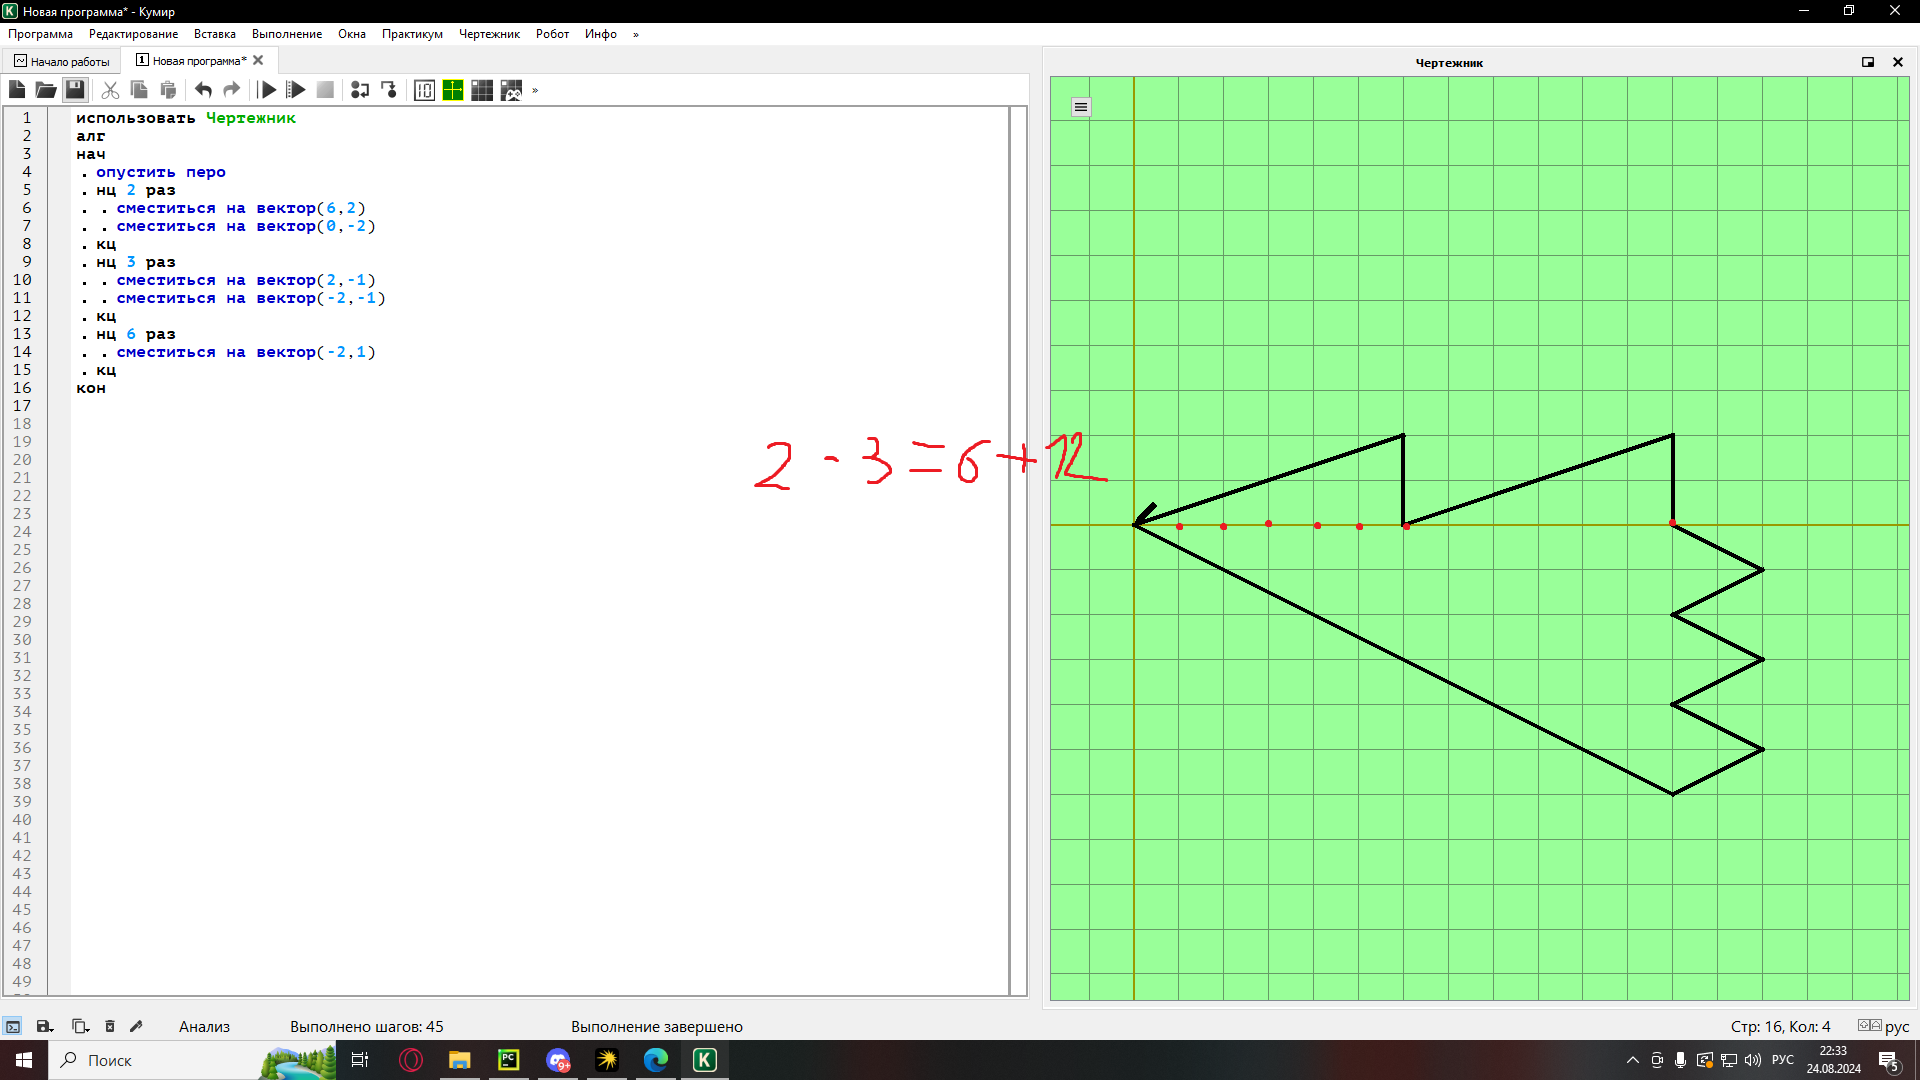 Новая программа* - Кумир
Программа Редактирование Вставка Выполнение Окна Практикум Чертежник Робот Инфо »
Начало работы 1 Новая программа*
Чертежник
»
1 использовать Чертежник
2 алг
3 нач
4 . опустить перо
5 . нц 2 раз
6 . . сместиться на вектор(6,2)
7 . . сместиться на вектор(0,-2)
8 . кц
9 . нц 3 раз
10 . . сместиться на вектор(2,-1)
11 . . сместиться на вектор(-2,-1)
12 . кц
13 . нц 6 раз
14 . . сместиться на вектор(-2,1)
15 . кц
16 кон
17
18
19
20
21
22
23
24
25
26
27
28
29
30
31
32
33
34
35
36
37
38
39
40
41
42
43
44
45
46
47
48
49
2 - 3 = 6 + 12
Анализ Выполнено шагов: 45 Выполнение завершено Стр: 16, Кол: 4 рус
Поиск PC 9+ K РУС 22:33
24.08.2024 5